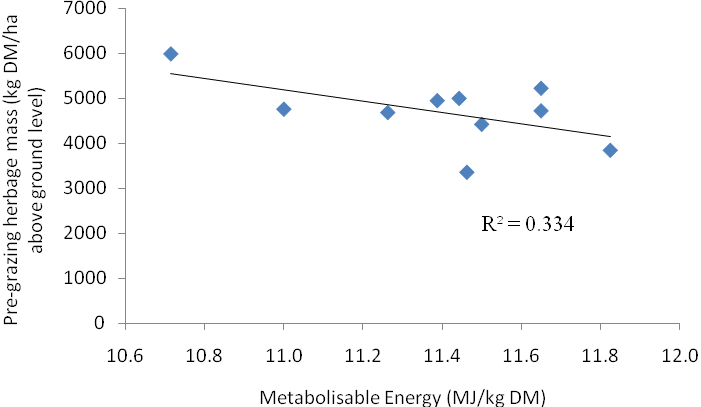 Pre-grazing herbage mass (kg DM/ha
above ground level)
7000
6000
5000
4000
3000
2000
1000
0
R² = 0.334
10.6 10.8 11.0 11.2 11.4 11.6 11.8 12.0
Metabolisable Energy (MJ/kg DM)